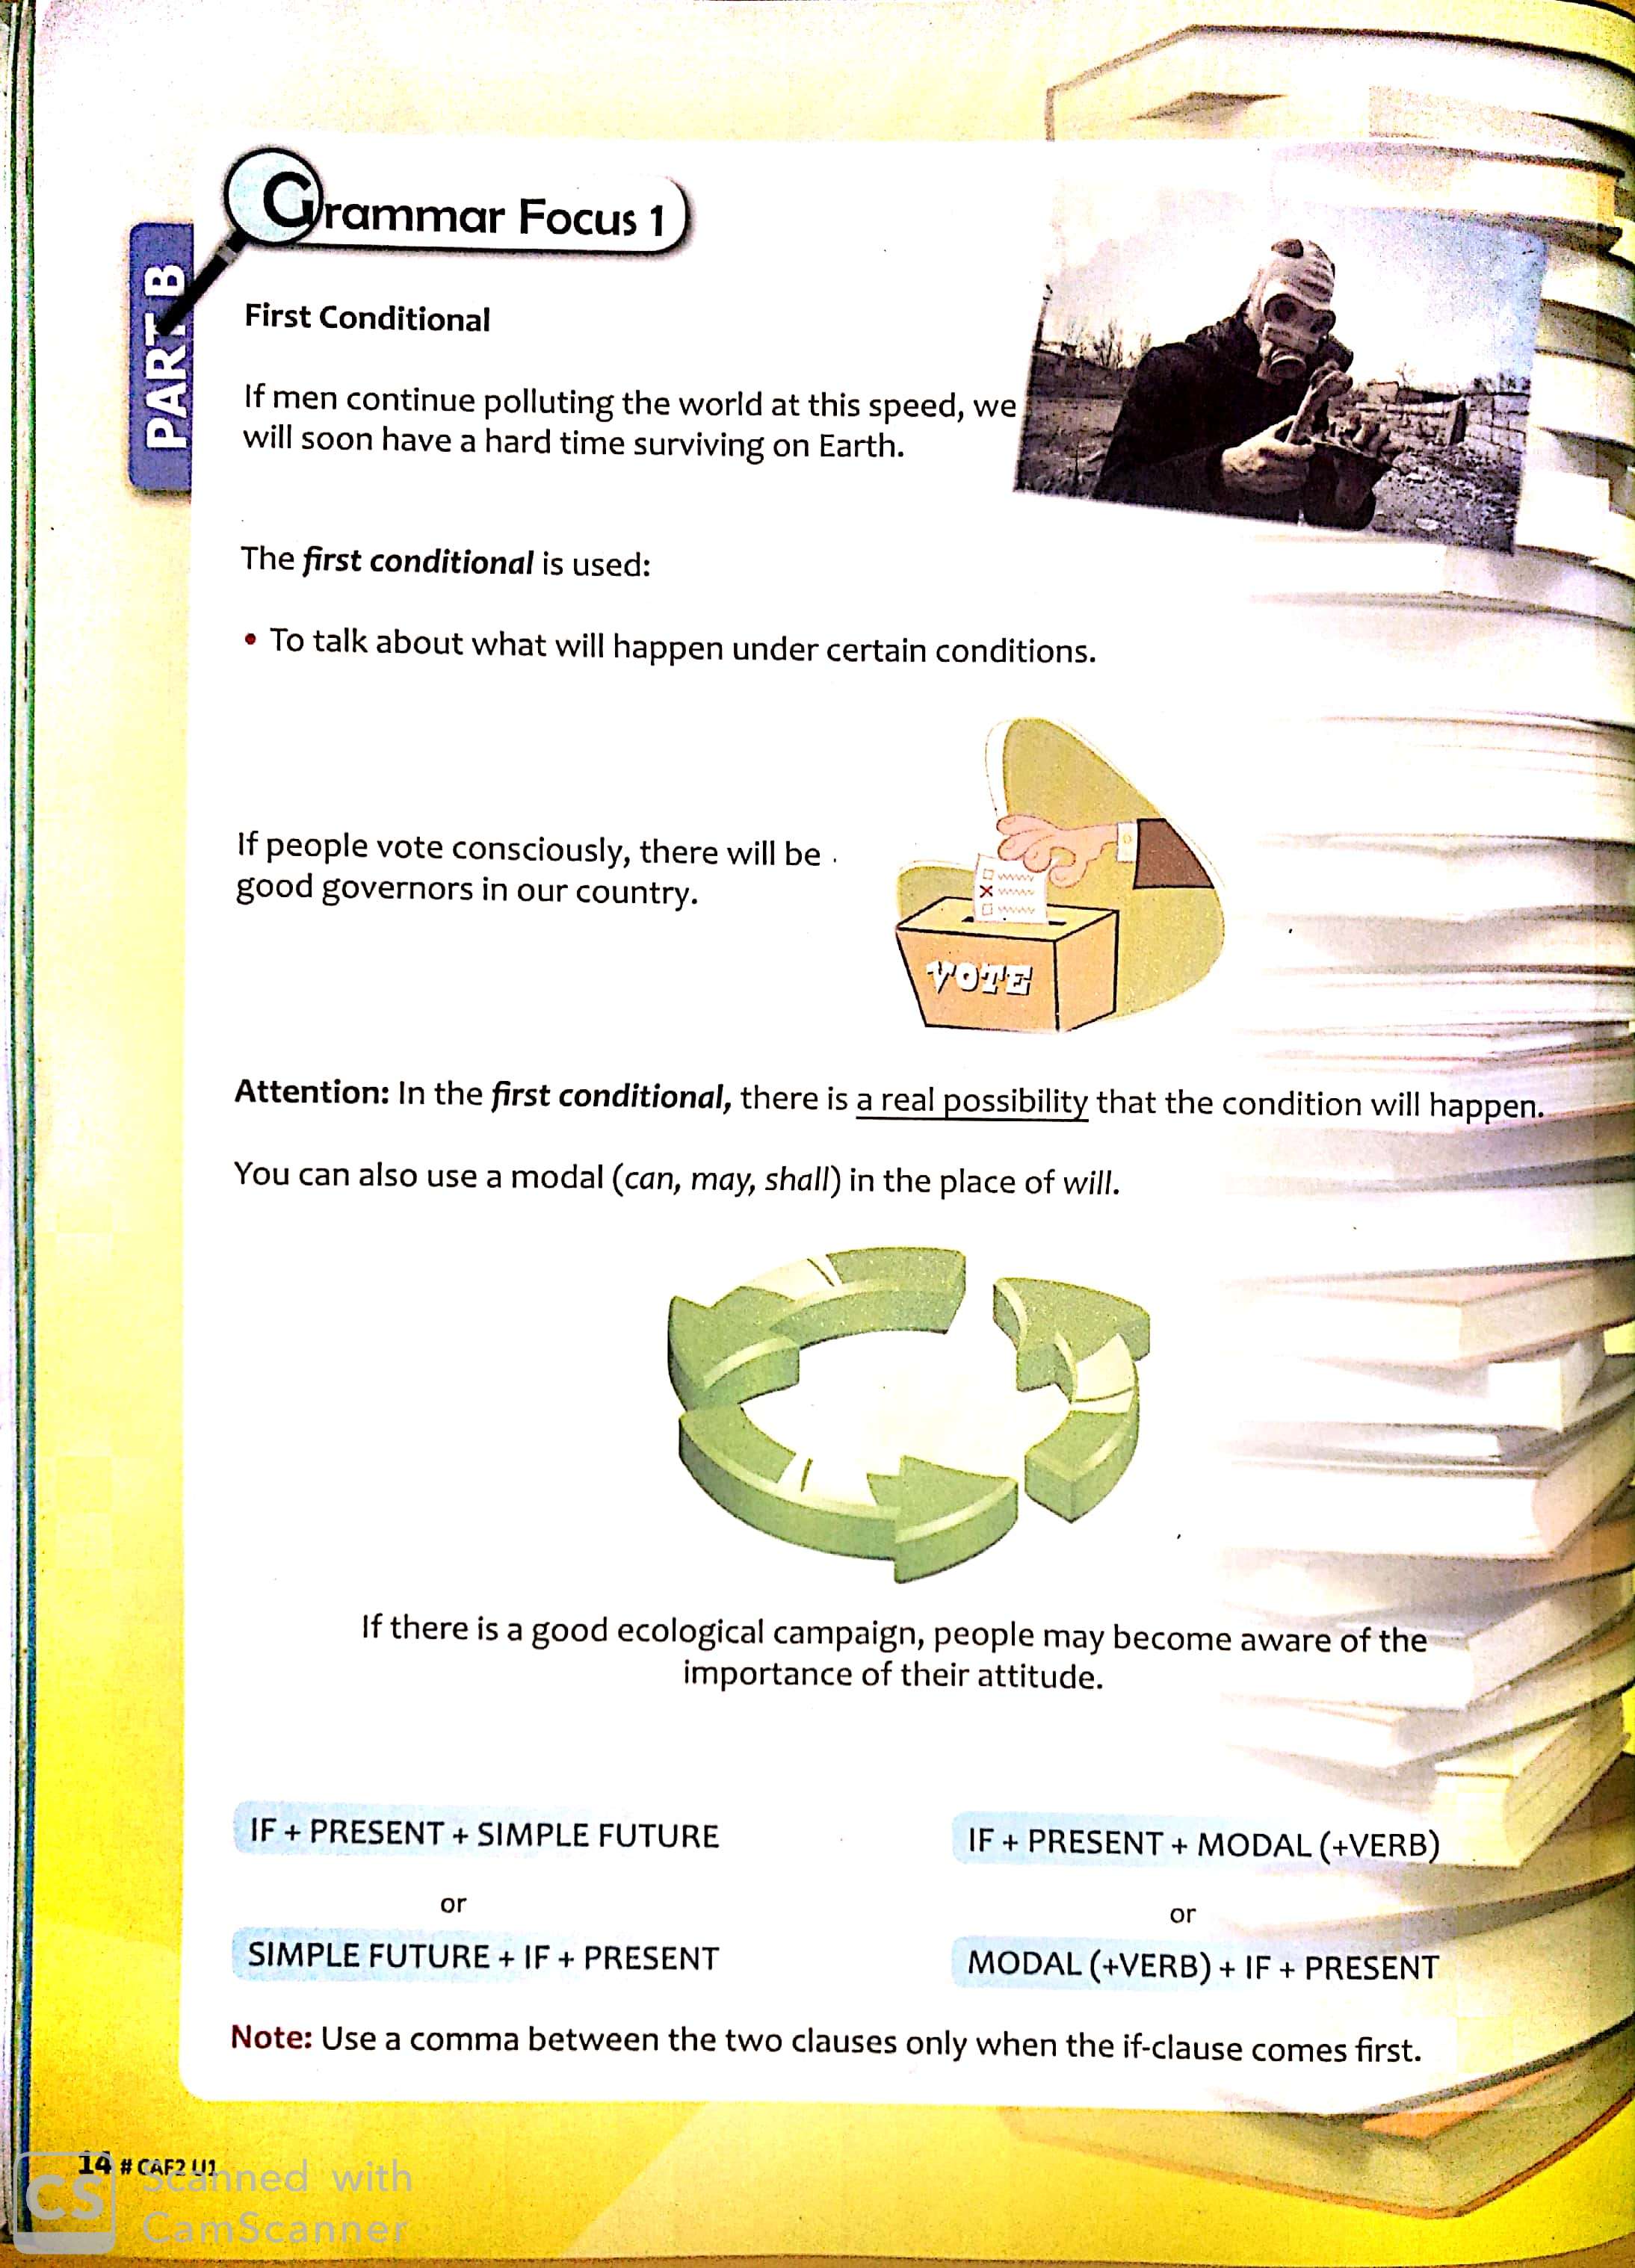 Grammar Focus 1
PART B
First Conditional
If men continue polluting the world at this speed, we
will soon have a hard time surviving on Earth.
The first conditional is used:
• To talk about what will happen under certain conditions.
If people vote consciously, there will be
good governors in our country.
VOTE
Attention: In the first conditional, there is a real possibility that the condition will happen.
You can also use a modal (can, may, shall) in the place of will.
If there is a good ecological campaign, people may become aware of the
importance of their attitude.
IF + PRESENT + SIMPLE FUTURE
or
SIMPLE FUTURE + IF + PRESENT
IF + PRESENT + MODAL (+VERB)
or
MODAL (+VERB) + IF + PRESENT
Note: Use a comma between the two clauses only when the if-clause comes first.
14 # CAF2 U1
CS Scanned with
CamScanner